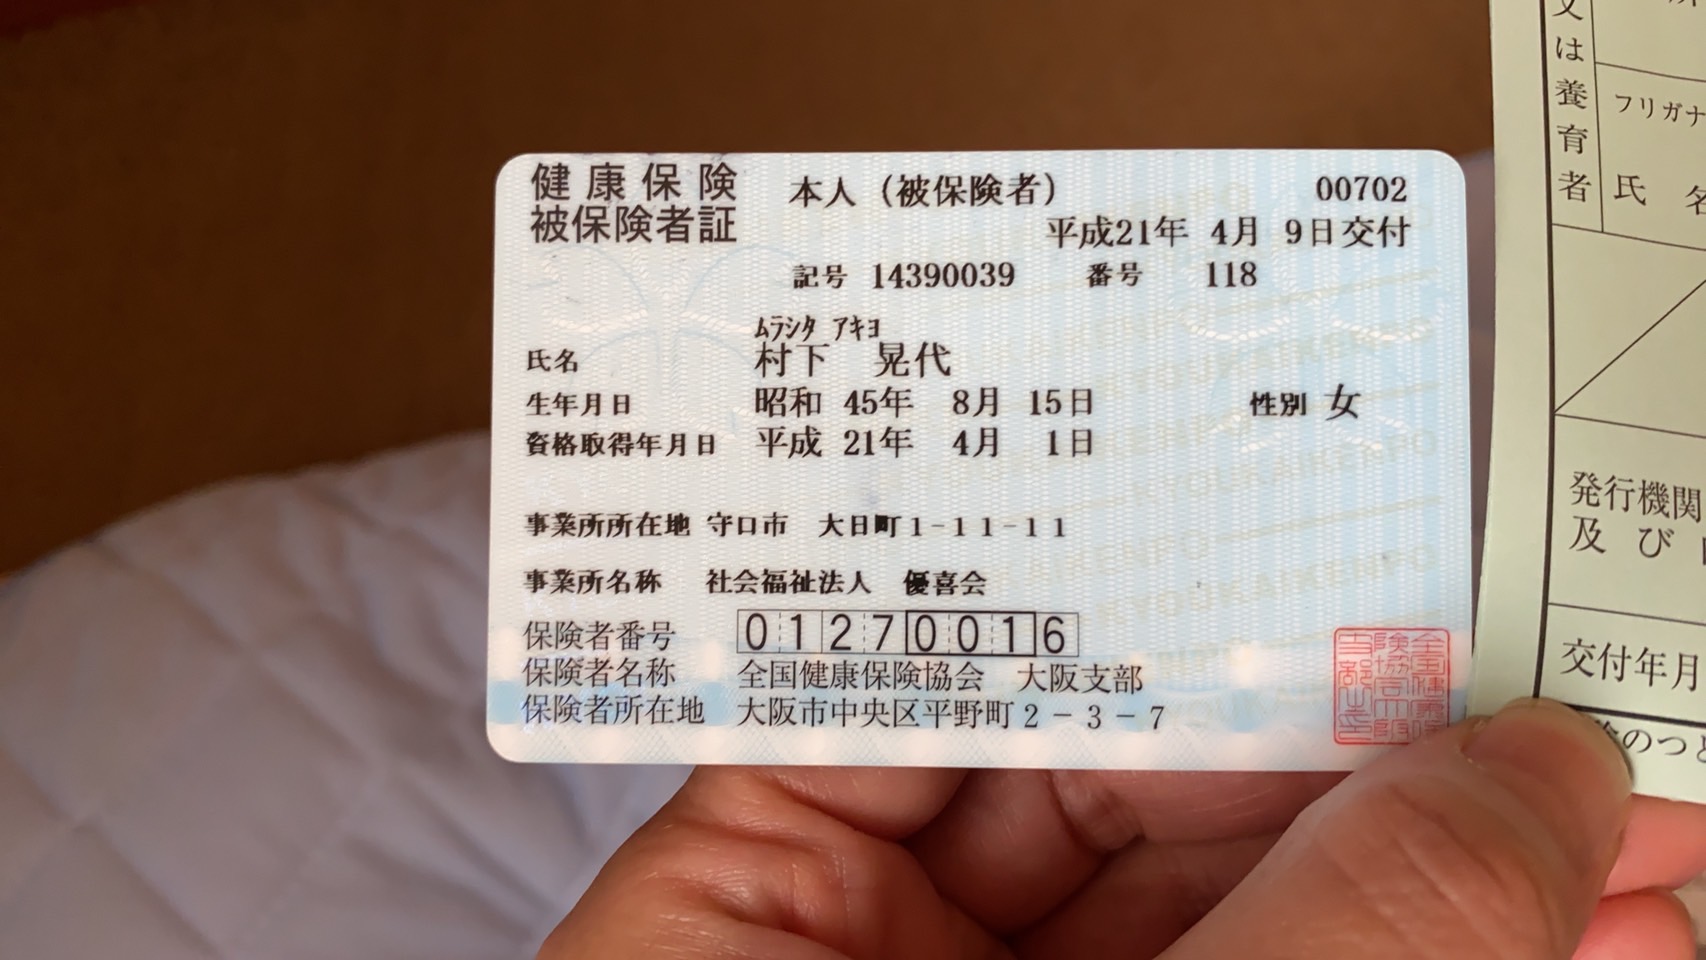 健康保険
被保険者証
本人（被保険者） 00702
平成21年 4月 9日交付
記号 14390039 番号 118
ﾑﾗｼﾀ ｱｷﾖ
氏名 村下 晃代
生年月日 昭和 45年 8月 15日 性別 女
資格取得年月日 平成 21年 4月 1日
事業所所在地 守口市 大日町1-11-11
事業所名称 社会福祉法人 優喜会
保険者番号 01270016
保険者名称 全国健康保険協会 大阪支部
保険者所在地 大阪市中央区平野町2-3-7
又は養育者
フリガナ
氏 名
発行機関
及び
交付年月
のつ